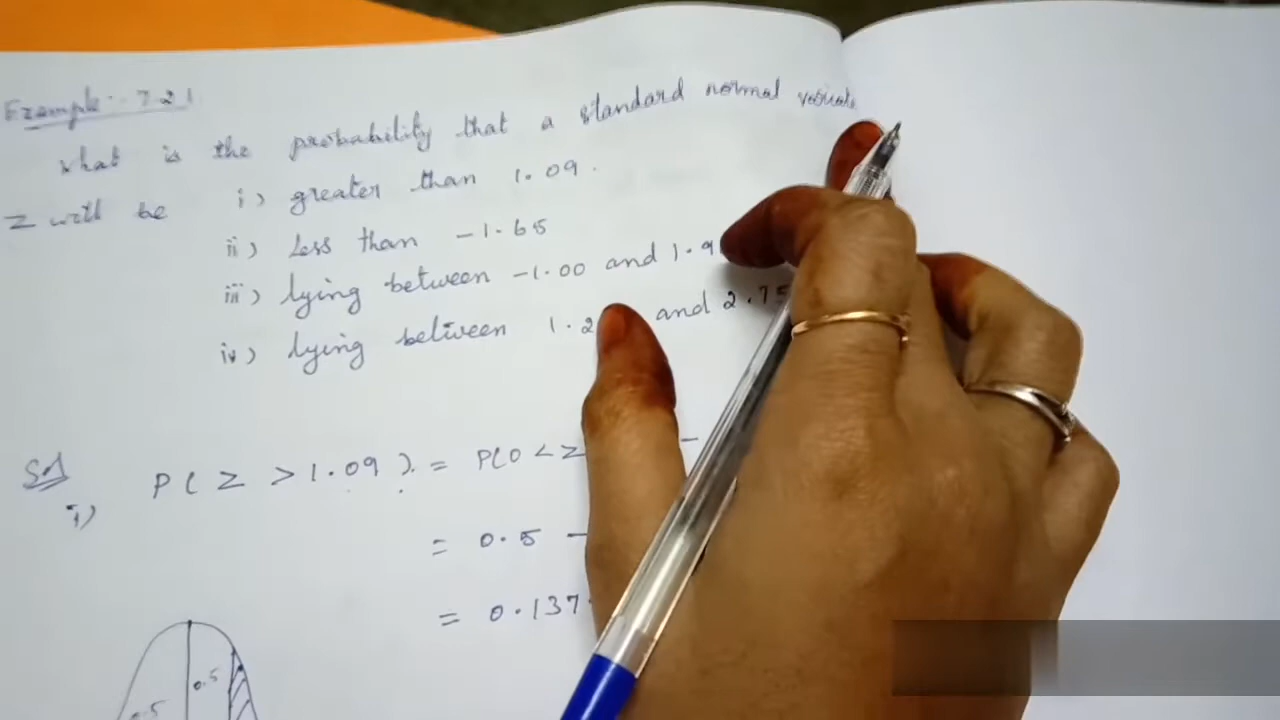 Example :- 7.21
What is the probability that a standard normal variate
Z will be i) greater than 1.09.
ii) Less than -1.65
iii) lying between -1.00 and 1.9
iv) lying between 1.2 and 2.75
Sol
i) P( Z > 1.09 ) = P(0 < Z -
= 0.5 -
= 0.137
0.5
0.5